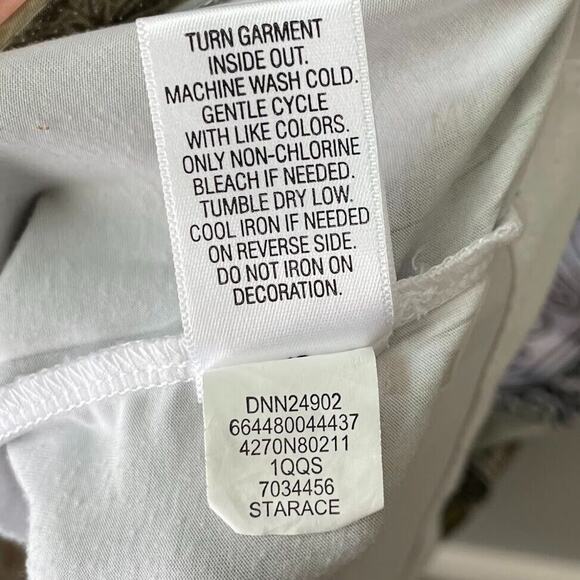 TURN GARMENT
INSIDE OUT.
MACHINE WASH COLD.
GENTLE CYCLE
WITH LIKE COLORS.
ONLY NON-CHLORINE
BLEACH IF NEEDED.
TUMBLE DRY LOW.
COOL IRON IF NEEDED
ON REVERSE SIDE.
DO NOT IRON ON
DECORATION.
DNN24902
664480044437
4270N80211
1QQS
7034456
STARACE